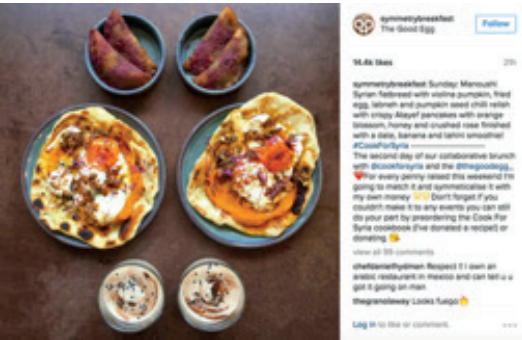 symmetrybreakfast
The Good Egg
Follow
14.4k likes
21h
symmetrybreakfast Sunday: Manoushi
Syrian flatbread with violina pumpkin, fried
egg, labneh and pumpkin seed chilli relish
with crispy Atayef pancakes with orange
blossom, honey and crushed rose finished
with a date, banana and tahini smoothie!
#CookForSyria
The second day of our collaborative brunch
with @cookforsyria and the @thegoodegg_
❤️For every penny raised this weekend I'm
going to match it and symmetricalise it with
my own money Don't forget if you
couldn't make it to any events you can still
do your part by preordering the Cook For
Syria cookbook (I've donated a recipe!) or
donating
view all 99 comments
chefdanielhydman Respect !! i own an
arabic restaurant in mexico and can tell u u
got it going on man
thegranolaway Looks fuego🔥
Log in to like or comment.